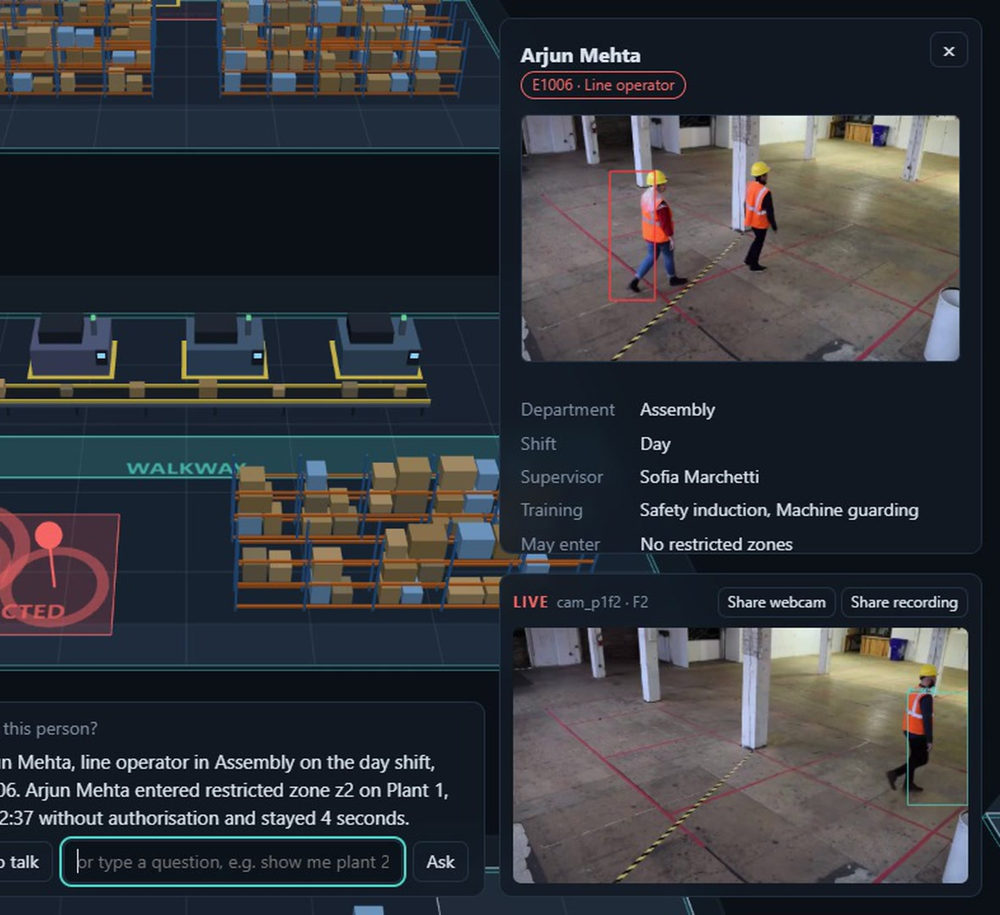 Arjun Mehta
E1006 · Line operator
Department Assembly
Shift Day
Supervisor Sofia Marchetti
Training Safety induction, Machine guarding
May enter No restricted zones
WALKWAY
CTED
LIVE cam_p1f2 · F2 Share webcam Share recording
this person?
n Mehta, line operator in Assembly on the day shift,
06. Arjun Mehta entered restricted zone z2 on Plant 1,
2:37 without authorisation and stayed 4 seconds.
o talk or type a question, e.g. show me plant 2 Ask